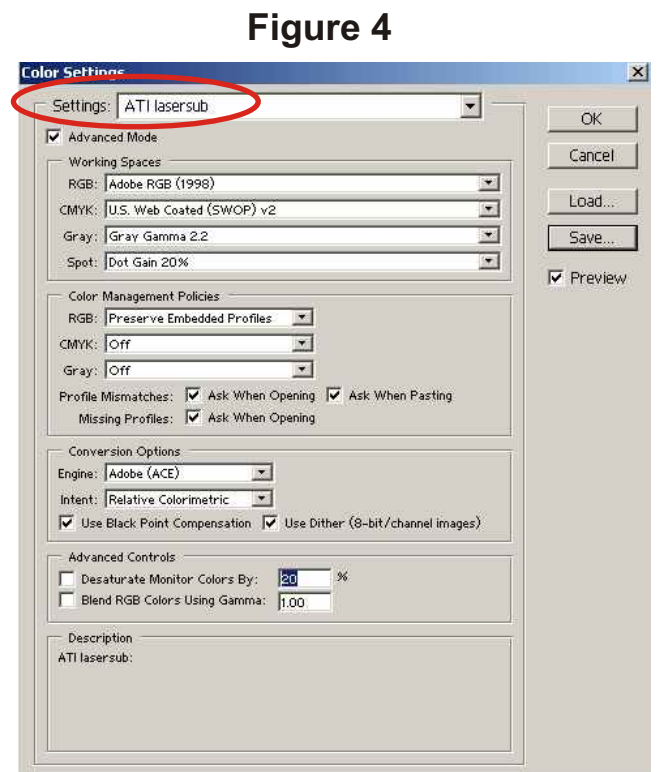 Figure 4
Color Settings
Settings: ATI lasersub
OK
Advanced Mode
Cancel
Working Spaces
RGB: Adobe RGB (1998)
Load...
CMYK: U.S. Web Coated (SWOP) v2
Gray: Gray Gamma 2.2
Save...
Spot: Dot Gain 20%
Preview
Color Management Policies
RGB: Preserve Embedded Profiles
CMYK: Off
Gray: Off
Profile Mismatches: Ask When Opening Ask When Pasting
Missing Profiles: Ask When Opening
Conversion Options
Engine: Adobe (ACE)
Intent: Relative Colorimetric
Use Black Point Compensation Use Dither (8-bit/channel images)
Advanced Controls
Desaturate Monitor Colors By: 20 %
Blend RGB Colors Using Gamma: 1.00
Description
ATI lasersub: